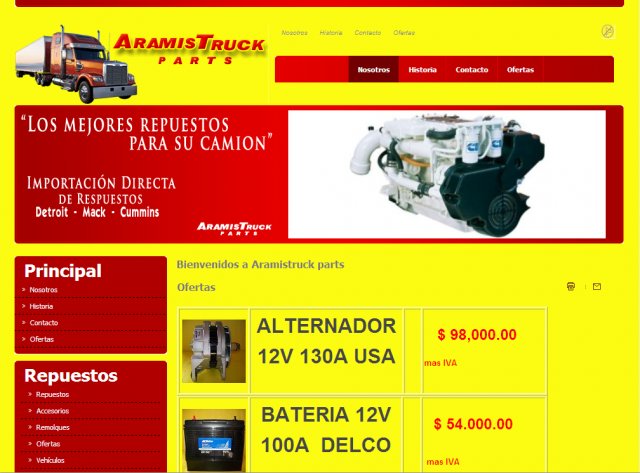 ARAMISTRUCK
PARTS
Nosotros Historia Contacto Ofertas
Nosotros Historia Contacto Ofertas
“LOS MEJORES REPUESTOS
PARA SU CAMION”
IMPORTACIÓN DIRECTA
DE RESPUESTOS
Detroit - Mack - Cummins
ARAMISTRUCK
PARTS
Principal
» Nosotros
» Historia
» Contacto
» Ofertas
Repuestos
» Repuestos
» Accesorios
» Remolques
» Ofertas
» Vehículos
Bienvenidos a Aramistruck parts
Ofertas
ALTERNADOR
12V 130A USA
$ 98,000.00
mas IVA
BATERIA 12V
100A DELCO
$ 54.000.00
mas IVA